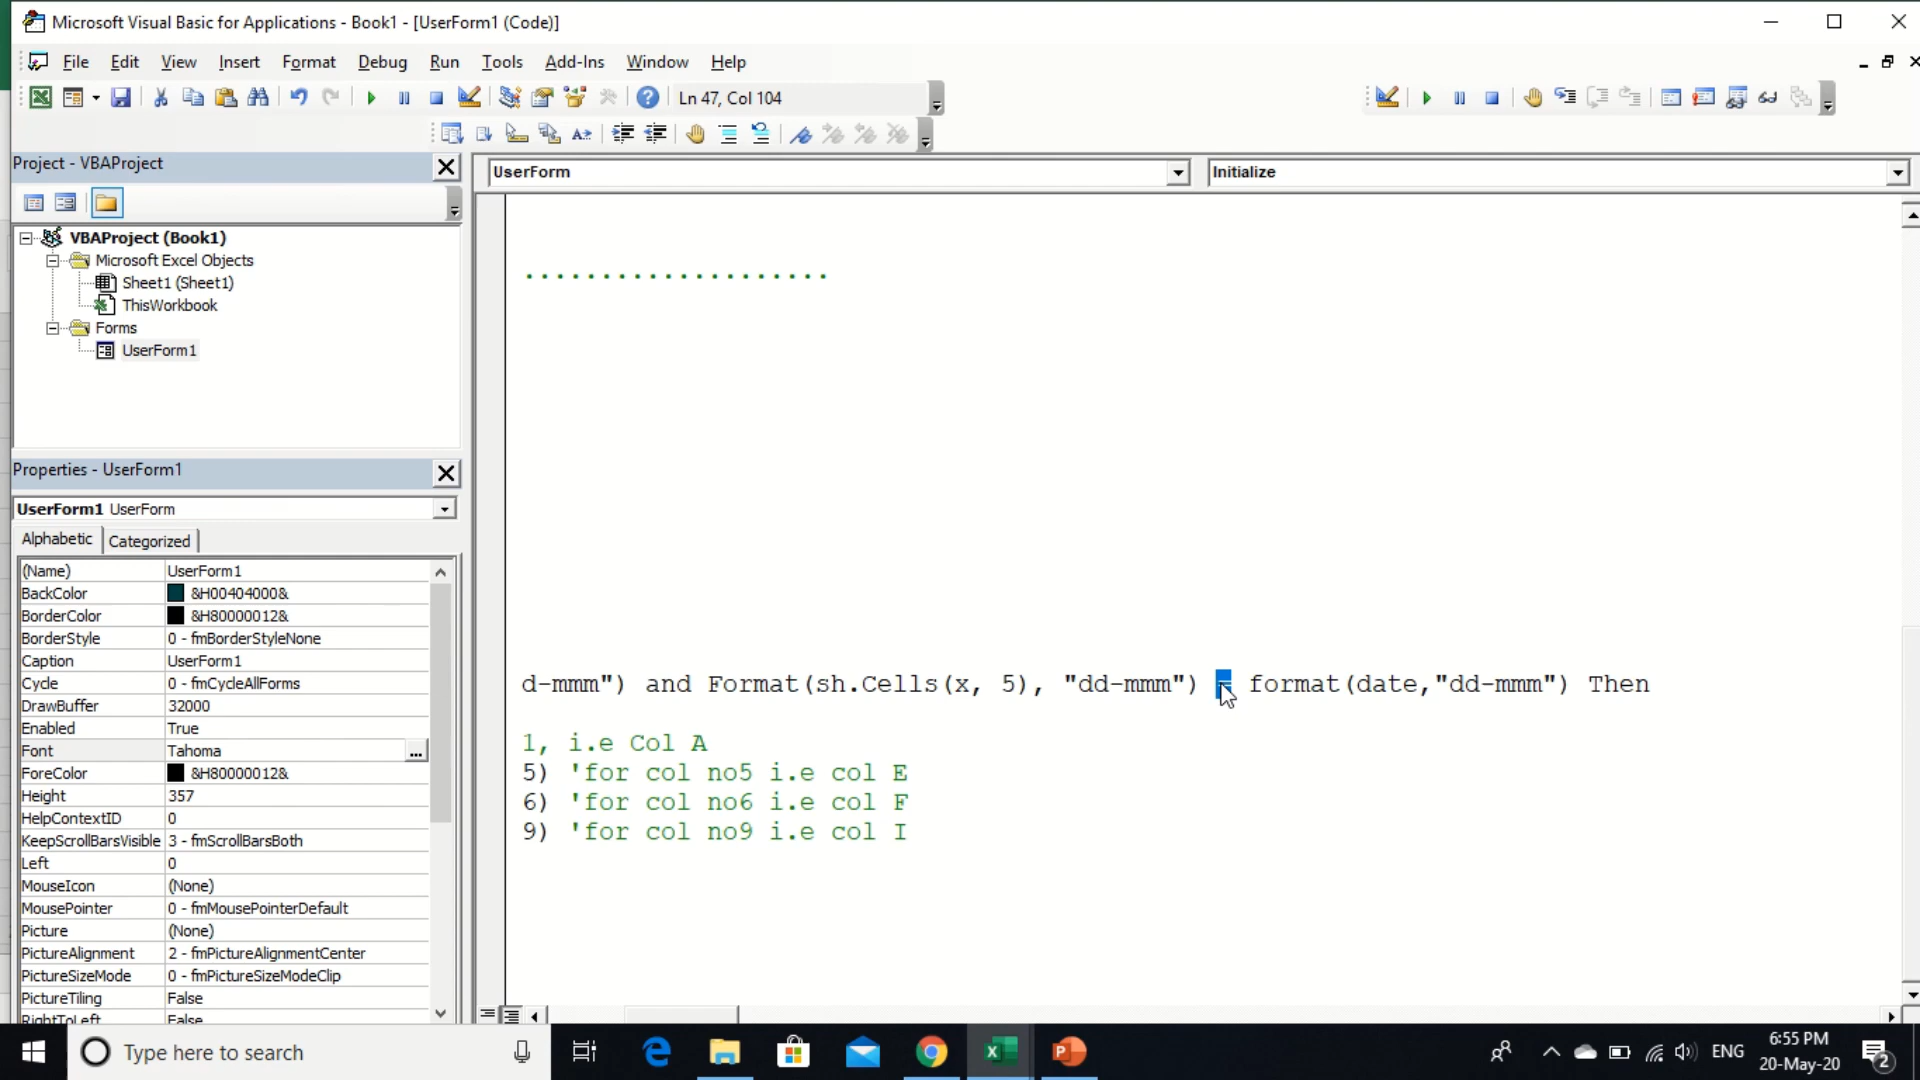 Microsoft Visual Basic for Applications - Book1 - [UserForm1 (Code)]
File Edit View Insert Format Debug Run Tools Add-Ins Window Help
Ln 47, Col 104
Project - VBAProject
UserForm
Initialize
VBAProject (Book1)
Microsoft Excel Objects
Sheet1 (Sheet1)
ThisWorkbook
Forms
UserForm1
....................
d-mmm") and Format(sh.Cells(x, 5), "dd-mmm") = format(date,"dd-mmm") Then
1, i.e Col A
5) 'for col no5 i.e col E
6) 'for col no6 i.e col F
9) 'for col no9 i.e col I
Properties - UserForm1
UserForm1 UserForm
Alphabetic Categorized
(Name) UserForm1
BackColor &H00404000&
BorderColor &H80000012&
BorderStyle 0 - fmBorderStyleNone
Caption UserForm1
Cycle 0 - fmCycleAllForms
DrawBuffer 32000
Enabled True
Font Tahoma ...
ForeColor &H80000012&
Height 357
HelpContextID 0
KeepScrollBarsVisible 3 - fmScrollBarsBoth
Left 0
MouseIcon (None)
MousePointer 0 - fmMousePointerDefault
Picture (None)
PictureAlignment 2 - fmPictureAlignmentCenter
PictureSizeMode 0 - fmPictureSizeModeClip
PictureTiling False
RightToLeft False
Type here to search
ENG
6:55 PM
20-May-20
2